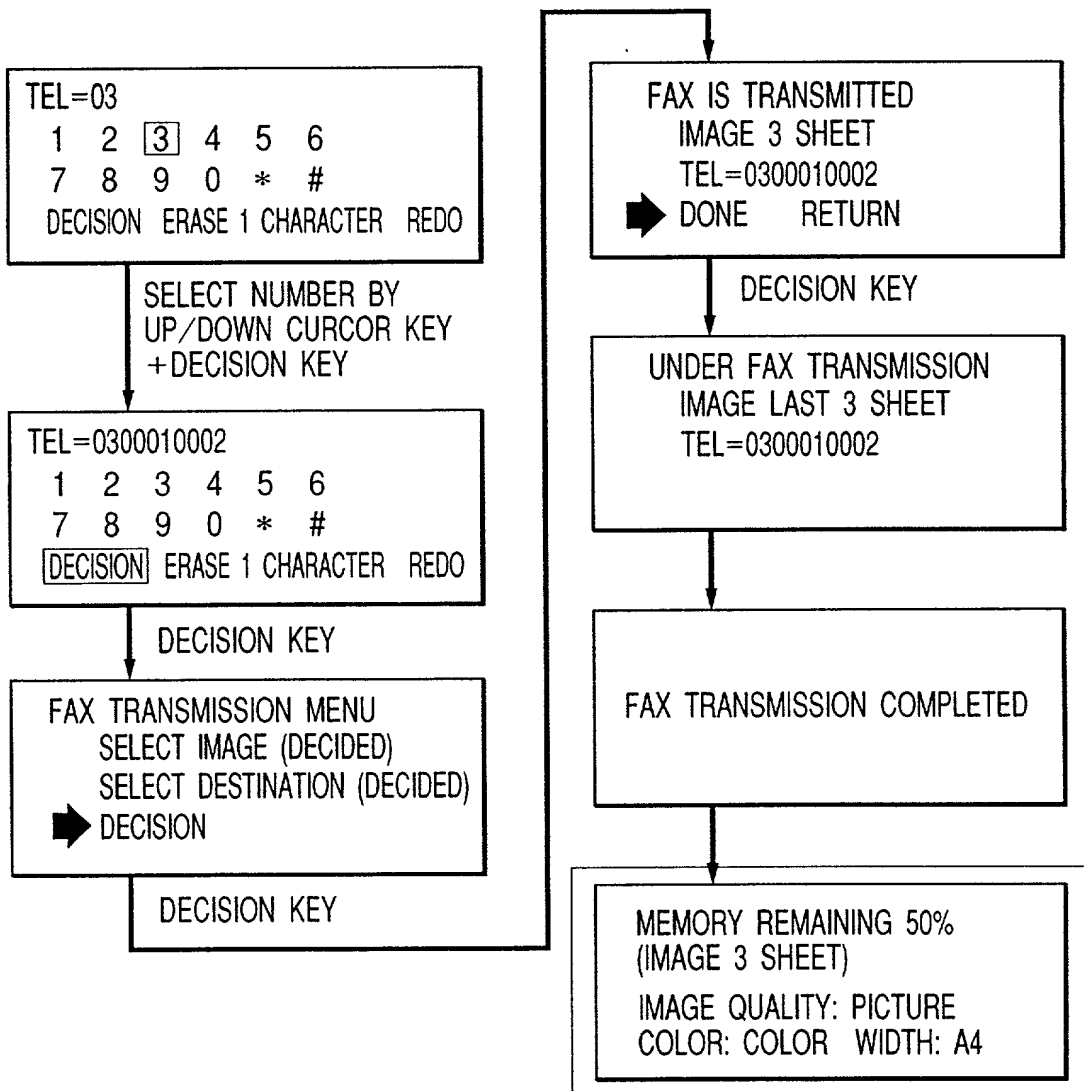 TEL=03
1 2 3 4 5 6
7 8 9 0 * #
DECISION ERASE 1 CHARACTER REDO
SELECT NUMBER BY
UP/DOWN CURCOR KEY
+DECISION KEY
TEL=0300010002
1 2 3 4 5 6
7 8 9 0 * #
DECISION ERASE 1 CHARACTER REDO
DECISION KEY
FAX TRANSMISSION MENU
SELECT IMAGE (DECIDED)
SELECT DESTINATION (DECIDED)
DECISION
DECISION KEY
FAX IS TRANSMITTED
IMAGE 3 SHEET
TEL=0300010002
DONE RETURN
DECISION KEY
UNDER FAX TRANSMISSION
IMAGE LAST 3 SHEET
TEL=0300010002
FAX TRANSMISSION COMPLETED
MEMORY REMAINING 50%
(IMAGE 3 SHEET)
IMAGE QUALITY: PICTURE
COLOR: COLOR WIDTH: A4